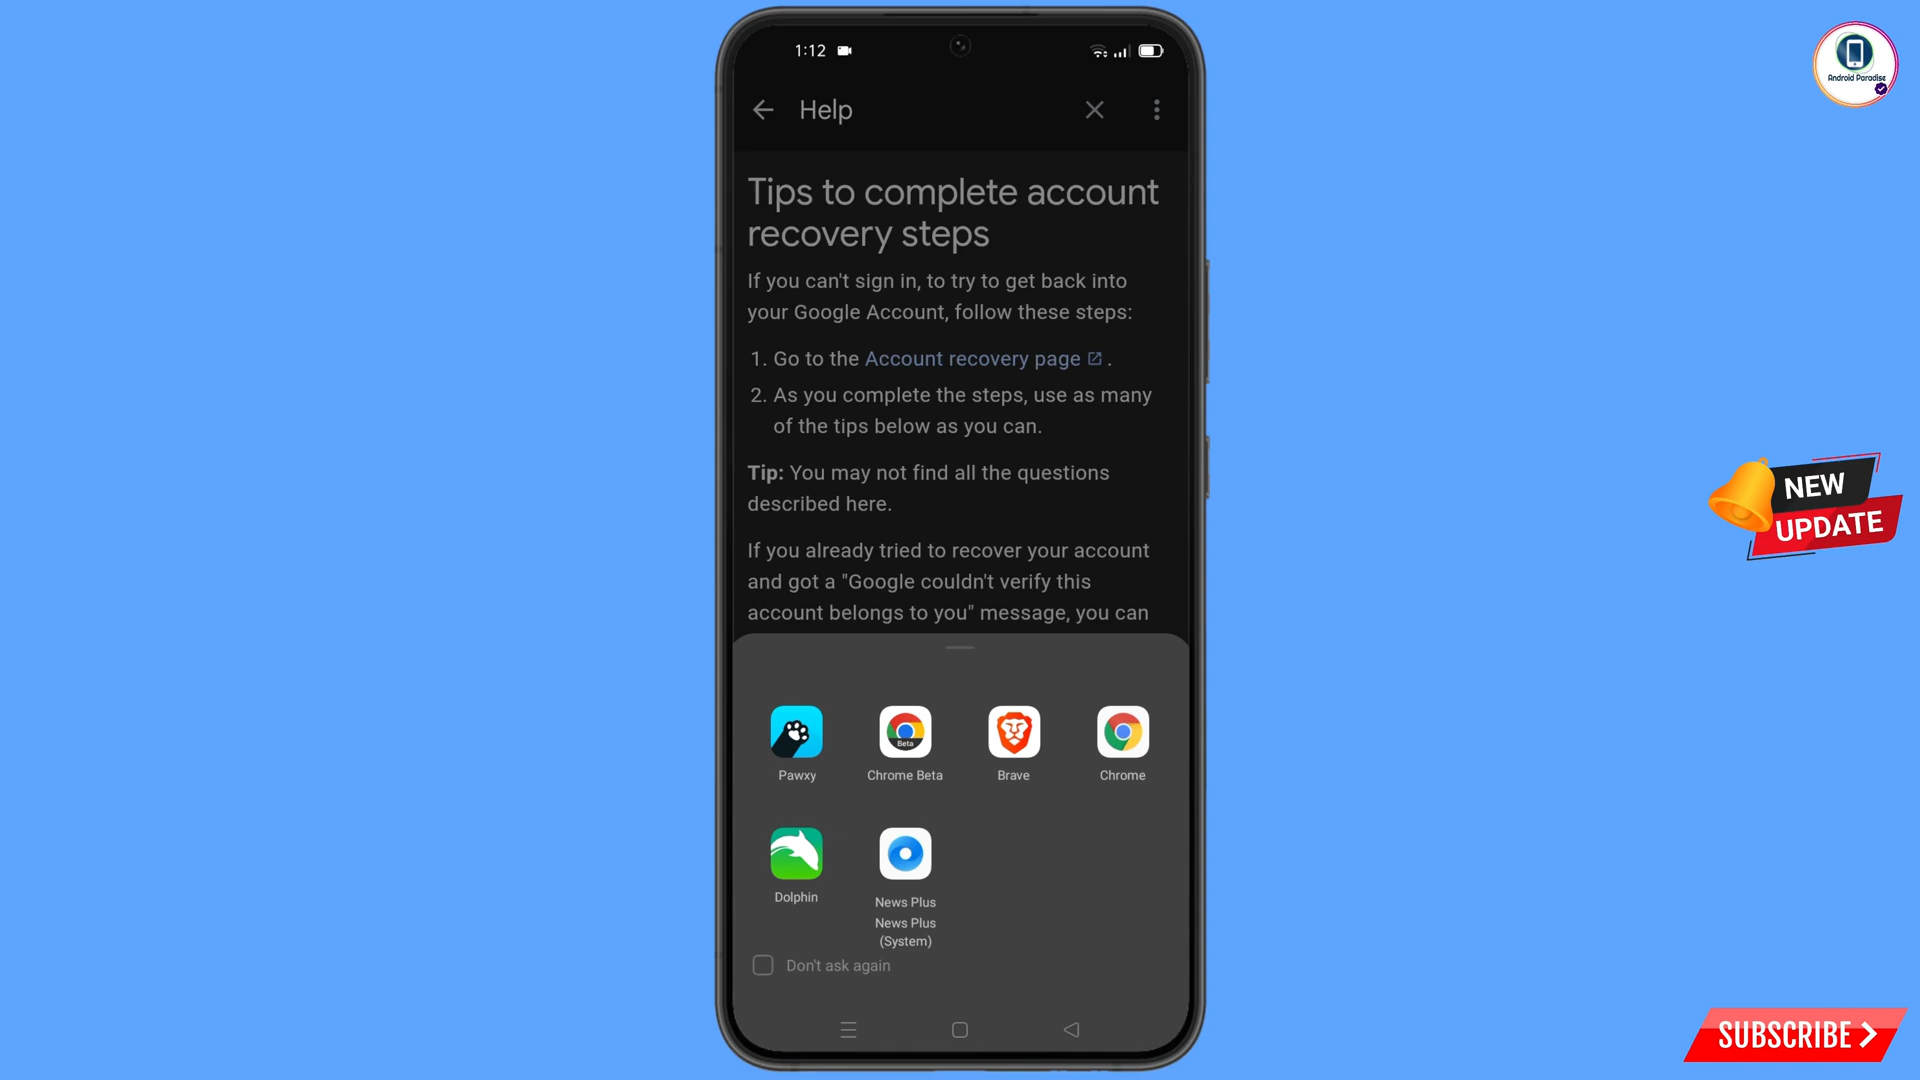 1:12
Android Paradise
Help
Tips to complete account
recovery steps
If you can't sign in, to try to get back into
your Google Account, follow these steps:
1. Go to the Account recovery page .
2. As you complete the steps, use as many
of the tips below as you can.
Tip: You may not find all the questions
described here.
If you already tried to recover your account
and got a "Google couldn't verify this
account belongs to you" message, you can
NEW
UPDATE
Beta
Pawxy
Chrome Beta
Brave
Chrome
Dolphin
News Plus
News Plus
(System)
Don't ask again
SUBSCRIBE